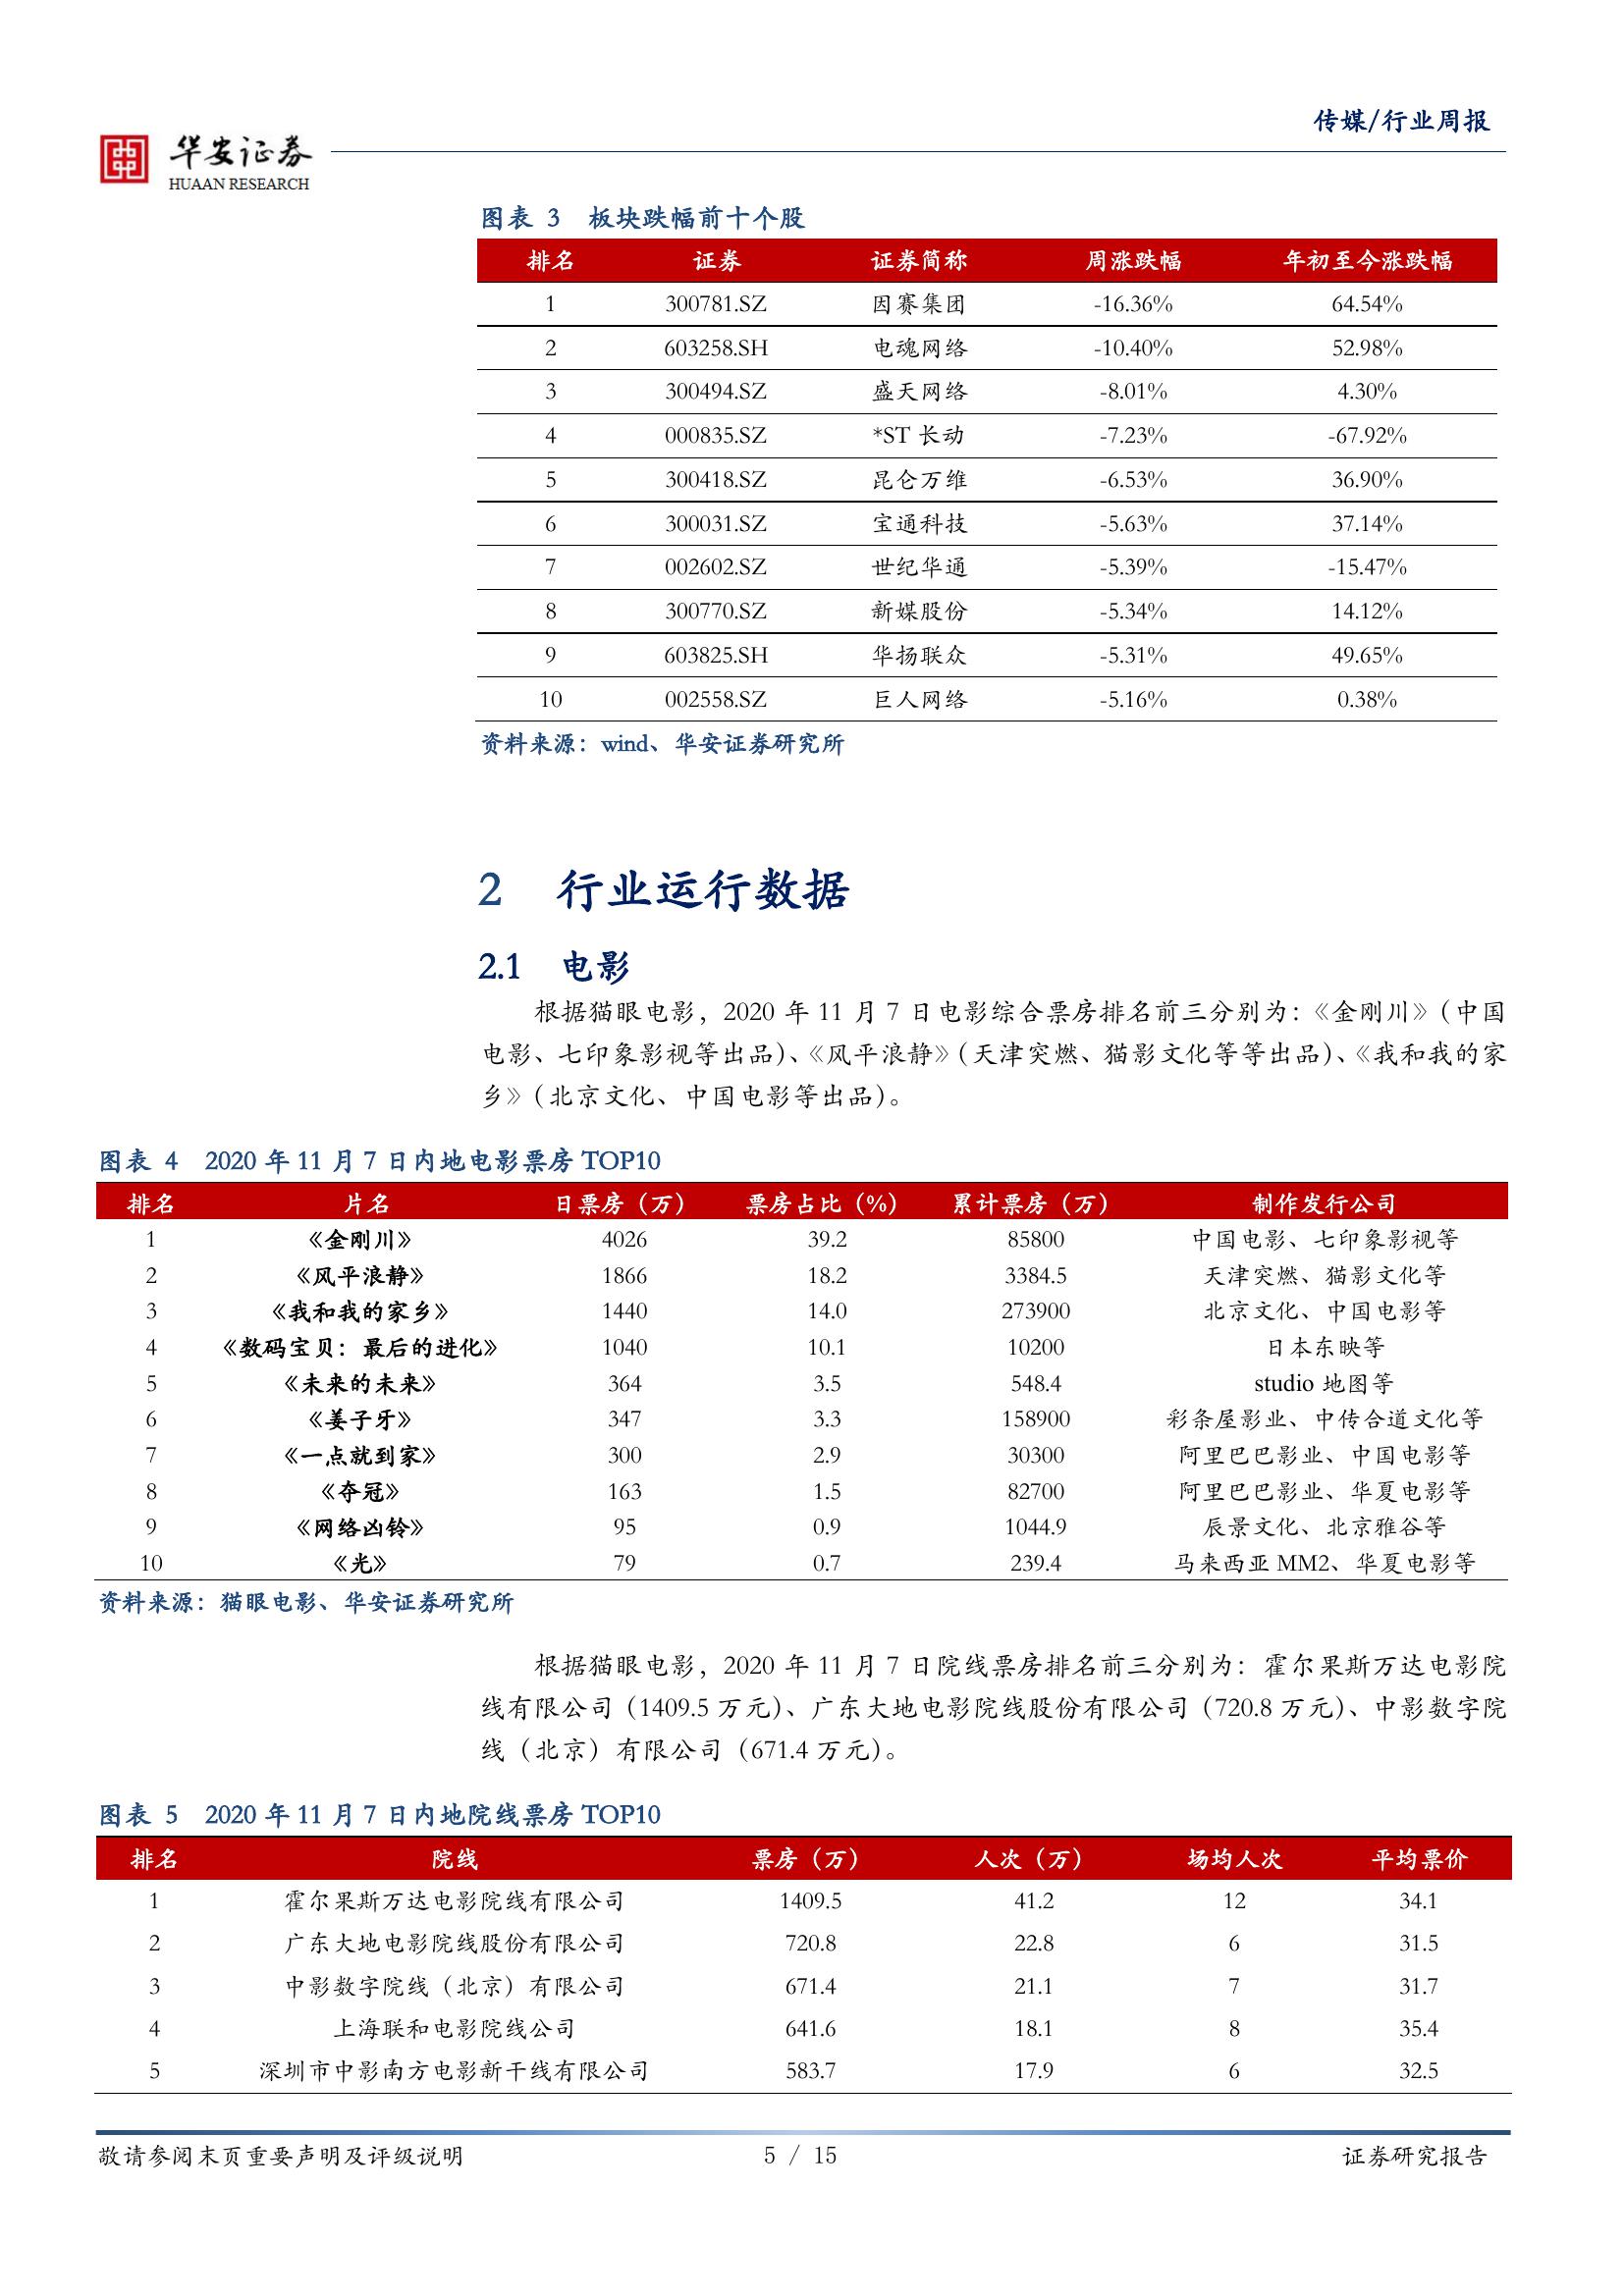 传媒/行业周报
华安证券
HUAAN RESEARCH
图表 3 板块跌幅前十个股
排名 证券 证券简称 周涨跌幅 年初至今涨跌幅
1 300781.SZ 因赛集团 -16.36% 64.54%
2 603258.SH 电魂网络 -10.40% 52.98%
3 300494.SZ 盛天网络 -8.01% 4.30%
4 000835.SZ *ST 长动 -7.23% -67.92%
5 300418.SZ 昆仑万维 -6.53% 36.90%
6 300031.SZ 宝通科技 -5.63% 37.14%
7 002602.SZ 世纪华通 -5.39% -15.47%
8 300770.SZ 新媒股份 -5.34% 14.12%
9 603825.SH 华扬联众 -5.31% 49.65%
10 002558.SZ 巨人网络 -5.16% 0.38%
资料来源：wind、华安证券研究所
2 行业运行数据
2.1 电影
根据猫眼电影，2020 年 11 月 7 日电影综合票房排名前三分别为：《金刚川》（中国
电影、七印象影视等出品）、《风平浪静》（天津突燃、猫影文化等等出品）、《我和我的家
乡》（北京文化、中国电影等出品）。
图表 4 2020 年 11 月 7 日内地电影票房 TOP10
排名 片名 日票房（万） 票房占比（%） 累计票房（万） 制作发行公司
1 《金刚川》 4026 39.2 85800 中国电影、七印象影视等
2 《风平浪静》 1866 18.2 3384.5 天津突燃、猫影文化等
3 《我和我的家乡》 1440 14.0 273900 北京文化、中国电影等
4 《数码宝贝：最后的进化》 1040 10.1 10200 日本东映等
5 《未来的未来》 364 3.5 548.4 studio 地图等
6 《姜子牙》 347 3.3 158900 彩条屋影业、中传合道文化等
7 《一点就到家》 300 2.9 30300 阿里巴巴影业、中国电影等
8 《夺冠》 163 1.5 82700 阿里巴巴影业、华夏电影等
9 《网络凶铃》 95 0.9 1044.9 辰景文化、北京雅谷等
10 《光》 79 0.7 239.4 马来西亚 MM2、华夏电影等
资料来源：猫眼电影、华安证券研究所
根据猫眼电影，2020 年 11 月 7 日院线票房排名前三分别为：霍尔果斯万达电影院
线有限公司（1409.5 万元）、广东大地电影院线股份有限公司（720.8 万元）、中影数字院
线（北京）有限公司（671.4 万元）。
图表 5 2020 年 11 月 7 日内地院线票房 TOP10
排名 院线 票房（万） 人次（万） 场均人次 平均票价
1 霍尔果斯万达电影院线有限公司 1409.5 41.2 12 34.1
2 广东大地电影院线股份有限公司 720.8 22.8 6 31.5
3 中影数字院线（北京）有限公司 671.4 21.1 7 31.7
4 上海联和电影院线公司 641.6 18.1 8 35.4
5 深圳市中影南方电影新干线有限公司 583.7 17.9 6 32.5
敬请参阅末页重要声明及评级说明 5 / 15 证券研究报告